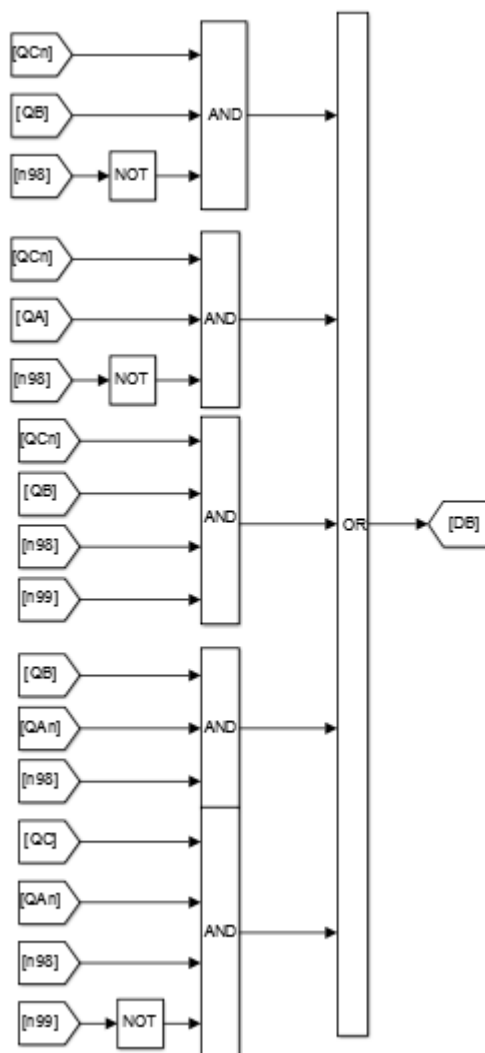 [QCn]
[QB]
AND
[n98]
NOT
[QCn]
[QA]
AND
[n98]
NOT
[QCn]
[QB]
AND
OR
[DB]
[n98]
[n99]
[QB]
[QAn]
AND
[n98]
[QC]
[QAn]
AND
[n98]
[n99]
NOT